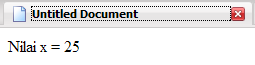 Untitled Document
Nilai x = 25